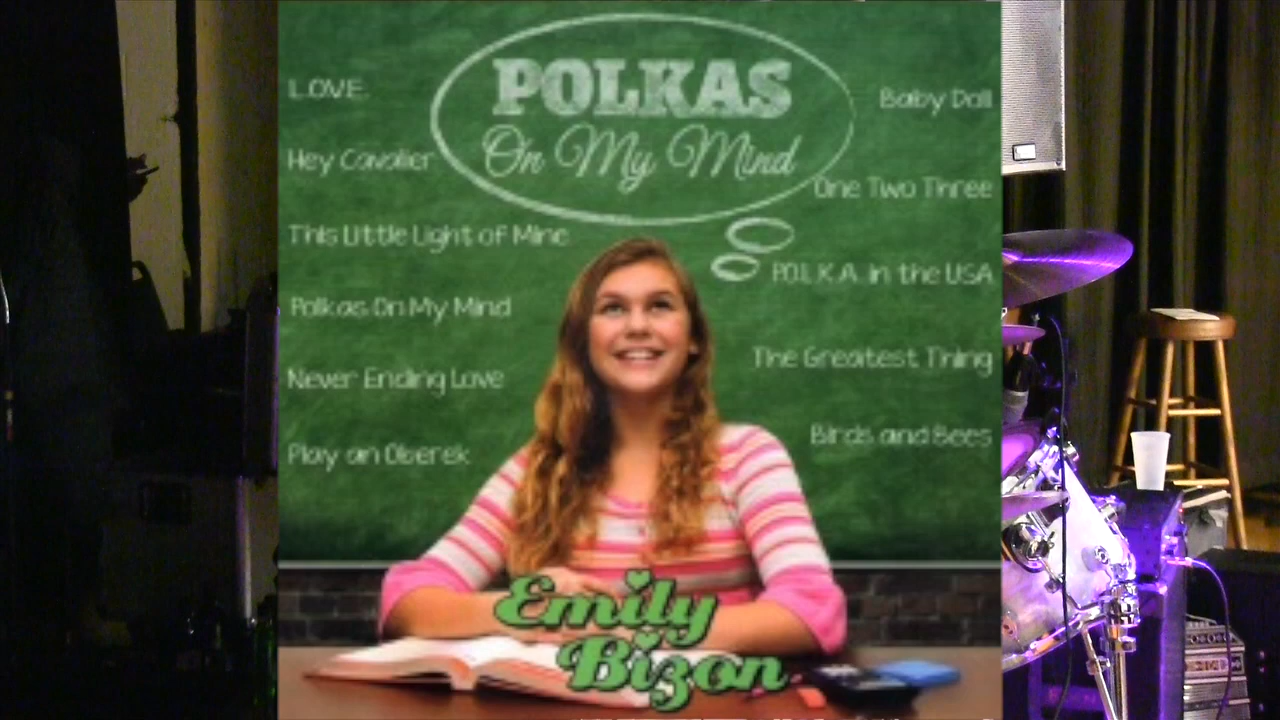 POLKAS
On My Mind
L.O.V.E.
Hey Cavalier
This Little Light of Mine
Polkas On My Mind
Never Ending Love
Play an Oberek
Baby Doll
One Two Three
P.O.L.K.A. in the USA
The Greatest Thing
Birds and Bees
Emily
Bizon